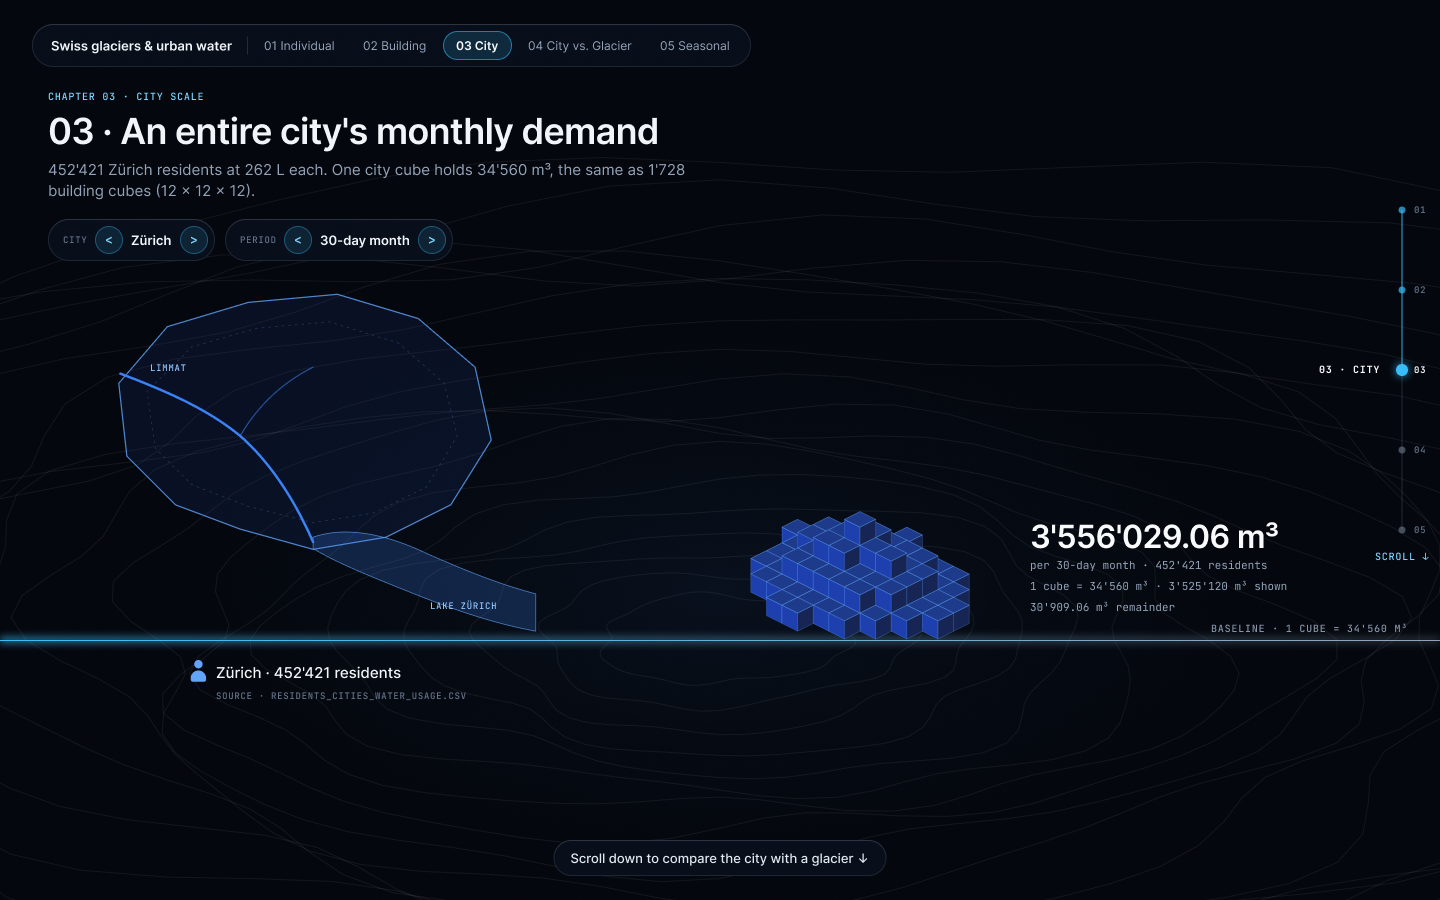 Swiss glaciers & urban water
01 Individual
02 Building
03 City
04 City vs. Glacier
05 Seasonal
CHAPTER 03 · CITY SCALE
03 · An entire city's monthly demand
452'421 Zürich residents at 262 L each. One city cube holds 34'560 m³, the same as 1'728
building cubes (12 × 12 × 12).
CITY < Zürich >
PERIOD < 30-day month >
01
02
03 · CITY 03
04
05
SCROLL ↓
LIMMAT
LAKE ZÜRICH
3'556'029.06 m³
per 30-day month · 452'421 residents
1 cube = 34'560 m³ · 3'525'120 m³ shown
30'909.06 m³ remainder
BASELINE · 1 CUBE = 34'560 M³
Zürich · 452'421 residents
SOURCE · RESIDENTS_CITIES_WATER_USAGE.CSV
Scroll down to compare the city with a glacier ↓